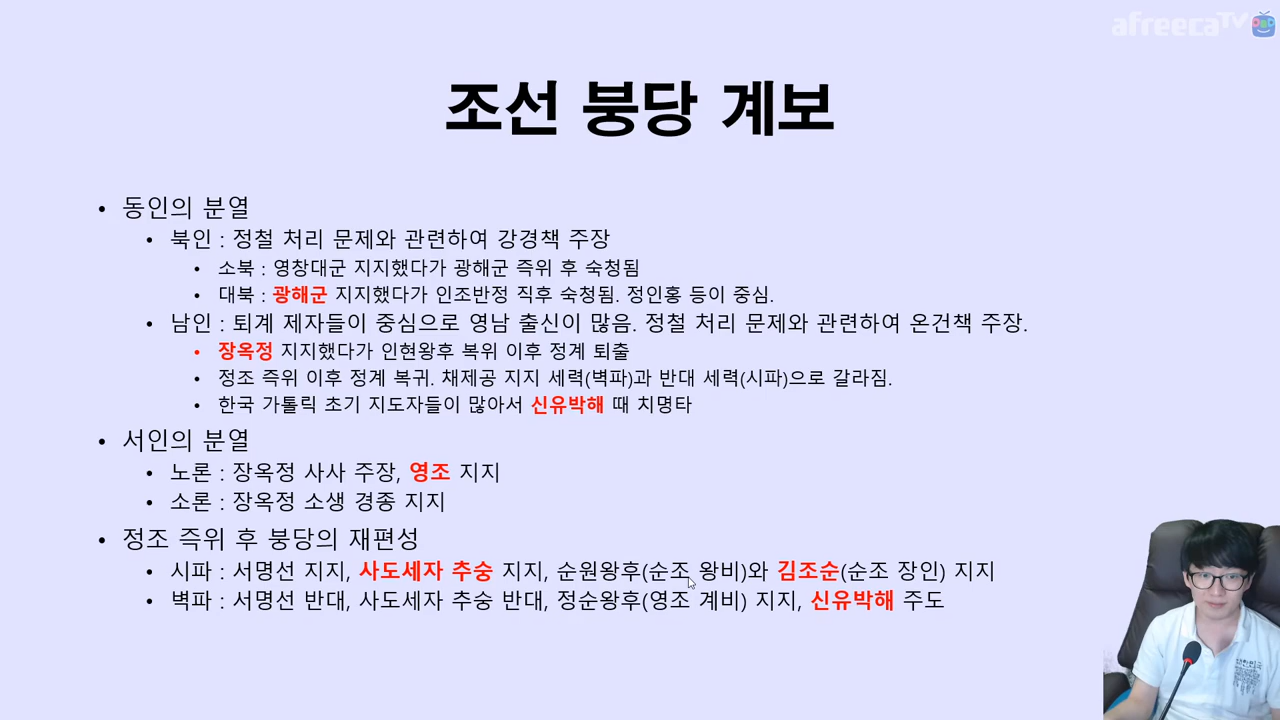 afreecaTV
조선 붕당 계보
• 동인의 분열
• 북인 : 정철 처리 문제와 관련하여 강경책 주장
• 소북 : 영창대군 지지했다가 광해군 즉위 후 숙청됨
• 대북 : 광해군 지지했다가 인조반정 직후 숙청됨. 정인홍 등이 중심.
• 남인 : 퇴계 제자들이 중심으로 영남 출신이 많음. 정철 처리 문제와 관련하여 온건책 주장.
• 장옥정 지지했다가 인현왕후 복위 이후 정계 퇴출
• 정조 즉위 이후 정계 복귀. 채제공 지지 세력(벽파)과 반대 세력(시파)으로 갈라짐.
• 한국 가톨릭 초기 지도자들이 많아서 신유박해 때 치명타
• 서인의 분열
• 노론 : 장옥정 사사 주장, 영조 지지
• 소론 : 장옥정 소생 경종 지지
• 정조 즉위 후 붕당의 재편성
• 시파 : 서명선 지지, 사도세자 추숭 지지, 순원왕후(순조 왕비)와 김조순(순조 장인) 지지
• 벽파 : 서명선 반대, 사도세자 추숭 반대, 정순왕후(영조 계비) 지지, 신유박해 주도